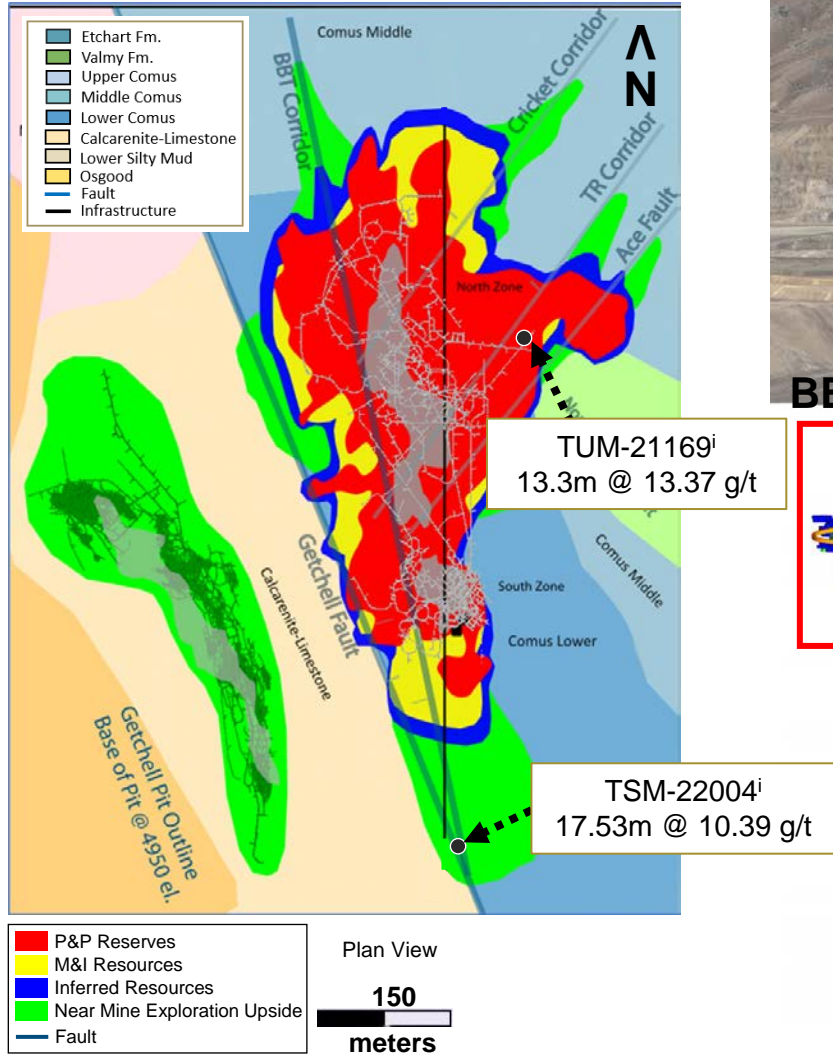 Etchart Fm.
Valmy Fm.
Upper Comus
Middle Comus
Lower Comus
Calcarenite-Limestone
Lower Silty Mud
Osgood
Fault
Infrastructure
Comus Middle
N
BBT Corridor
Cricket Corridor
TR Corridor
Ace Fault
North Zone
TUM-21169ⁱ
13.3m @ 13.37 g/t
Comus Middle
South Zone
Comus Lower
Getchell Fault
Calcarenite-Limestone
Getchell Pit Outline
Base of Pit @ 4950 el.
TSM-22004ⁱ
17.53m @ 10.39 g/t
P&P Reserves
M&I Resources
Inferred Resources
Near Mine Exploration Upside
Fault
Plan View
150
meters